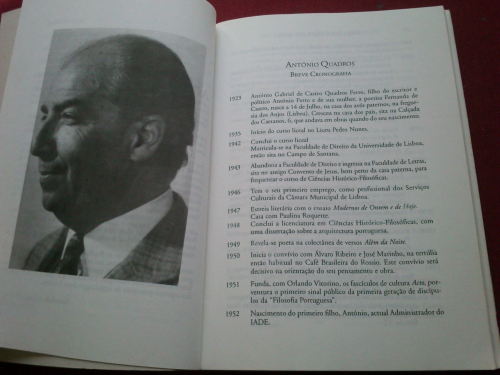 ANTÓNIO QUADROS
BREVE CRONOGRAFIA
1923 António Gabriel de Castro Quadros Ferro, filho do escritor e
político António Ferro e de sua mulher, a poetisa Fernanda de
Castro, nasce a 14 de Julho, na casa dos avós paternos, na fregue-
sia dos Anjos (Lisboa). Cresceu na casa dos pais, sita na Calçada
dos Caetanos, 6, que andava em obras quando do seu nascimento.
1935 Início do curso liceal no Liceu Pedro Nunes.
1942 Conclui o curso liceal
Matricula-se na Faculdade de Direito da Universidade de Lisboa,
então sita no Campo de Santana.
1943 Abandona a Faculdade de Direito e ingressa na Faculdade de Letras,
sita no antigo Convento de Jesus, bem perto da casa paterna, para
frequentar o curso de Ciências Histórico-Filosóficas.
1946 Tem o seu primeiro emprego, como profissional dos Serviços
Culturais da Câmara Municipal de Lisboa.
1947 Estreia literária com o ensaio Modernos de Ontem e de Hoje.
Casa com Paulina Roquette.
1948 Conclui a licenciatura em Ciências Histórico-Filosóficas, com
uma dissertação sobre a arquitectura portuguesa.
1949 Revela-se poeta na colectânea de versos Além da Noite.
1950 Inicia o convívio com Álvaro Ribeiro e José Marinho, na tertúlia
então habitual no Café Brasileira do Rossio. Este convívio será
decisivo na orientação do seu pensamento e obra.
1951 Funda, com Orlando Vitorino, os fascículos de cultura Acto,
porventura o primeiro sinal público da primeira geração de discípu-
los da "Filosofia Portuguesa".
1952 Nascimento do primeiro filho, António, actual Administrador do
IADE.